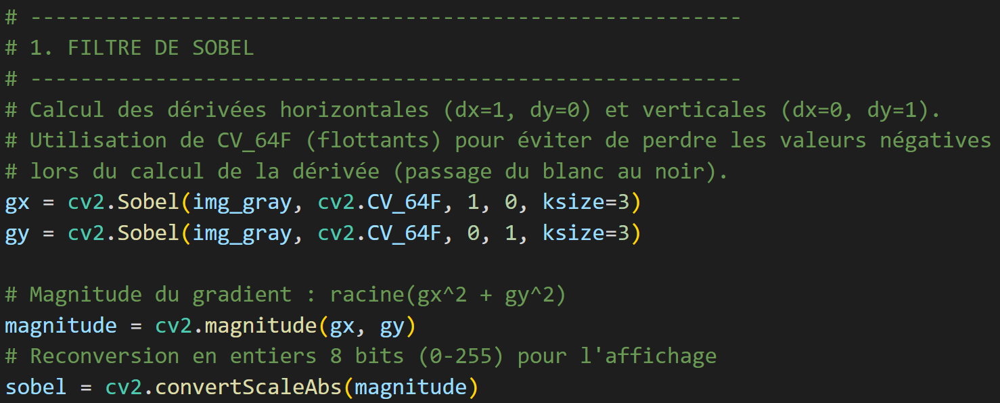 # ---------------------------------------------------------
# 1. FILTRE DE SOBEL
# ---------------------------------------------------------
# Calcul des dérivées horizontales (dx=1, dy=0) et verticales (dx=0, dy=1).
# Utilisation de CV_64F (flottants) pour éviter de perdre les valeurs négatives
# lors du calcul de la dérivée (passage du blanc au noir).
gx = cv2.Sobel(img_gray, cv2.CV_64F, 1, 0, ksize=3)
gy = cv2.Sobel(img_gray, cv2.CV_64F, 0, 1, ksize=3)

# Magnitude du gradient : racine(gx^2 + gy^2)
magnitude = cv2.magnitude(gx, gy)
# Reconversion en entiers 8 bits (0-255) pour l'affichage
sobel = cv2.convertScaleAbs(magnitude)